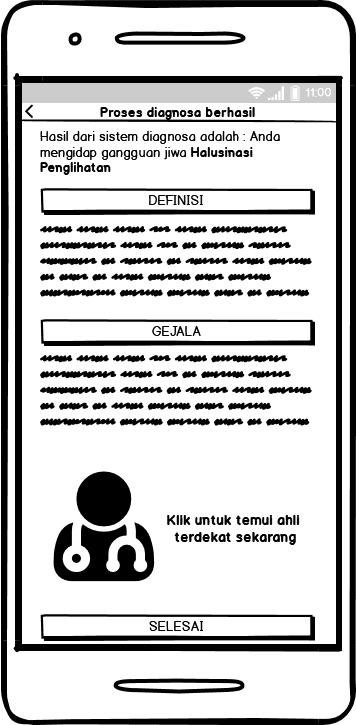 11:00
Proses diagnosa berhasil
Hasil dari sistem diagnosa adalah : Anda
mengidap gangguan jiwa Halusinasi
Penglihatan
DEFINISI
GEJALA
Klik untuk temui ahli
terdekat sekarang
SELESAI